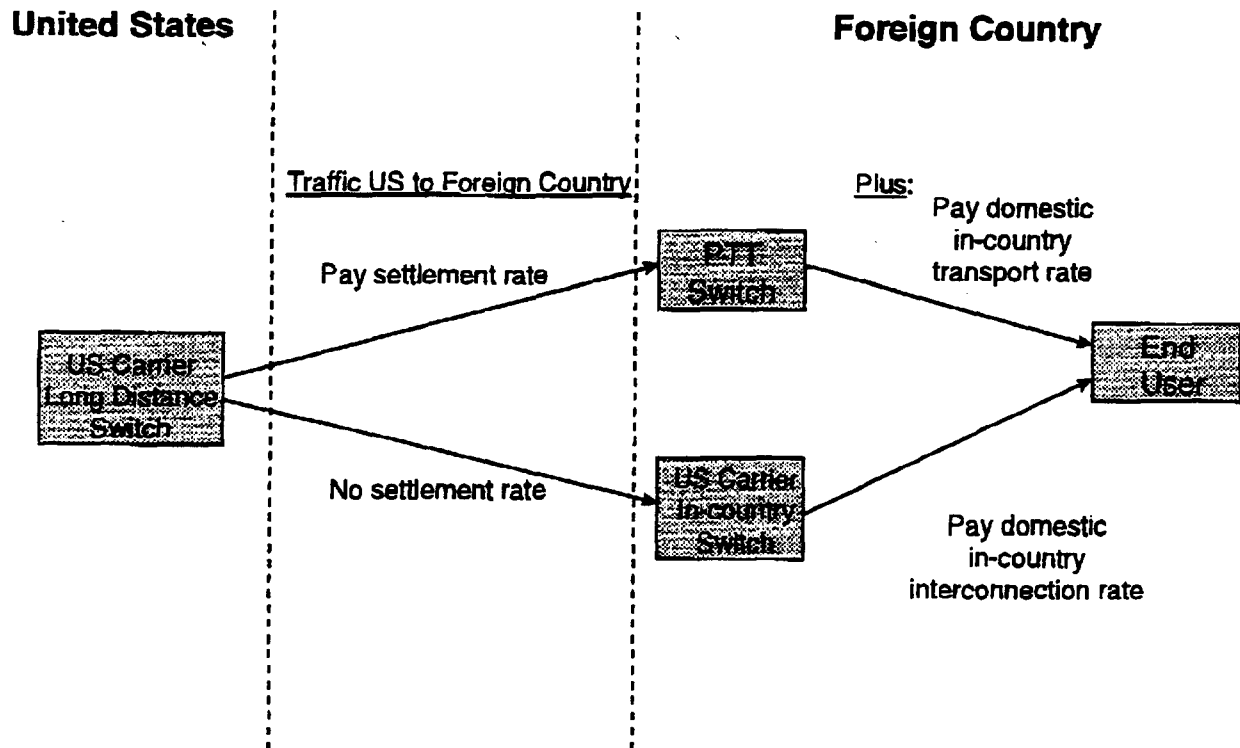 United States
Foreign Country
Traffic US to Foreign Country
Plus:
Pay domestic
in-country
transport rate
PTT
Switch
Pay settlement rate
US Carrier
Long Distance
Switch
End
User
No settlement rate
US Carrier
In-country
Switch
Pay domestic
in-country
interconnection rate